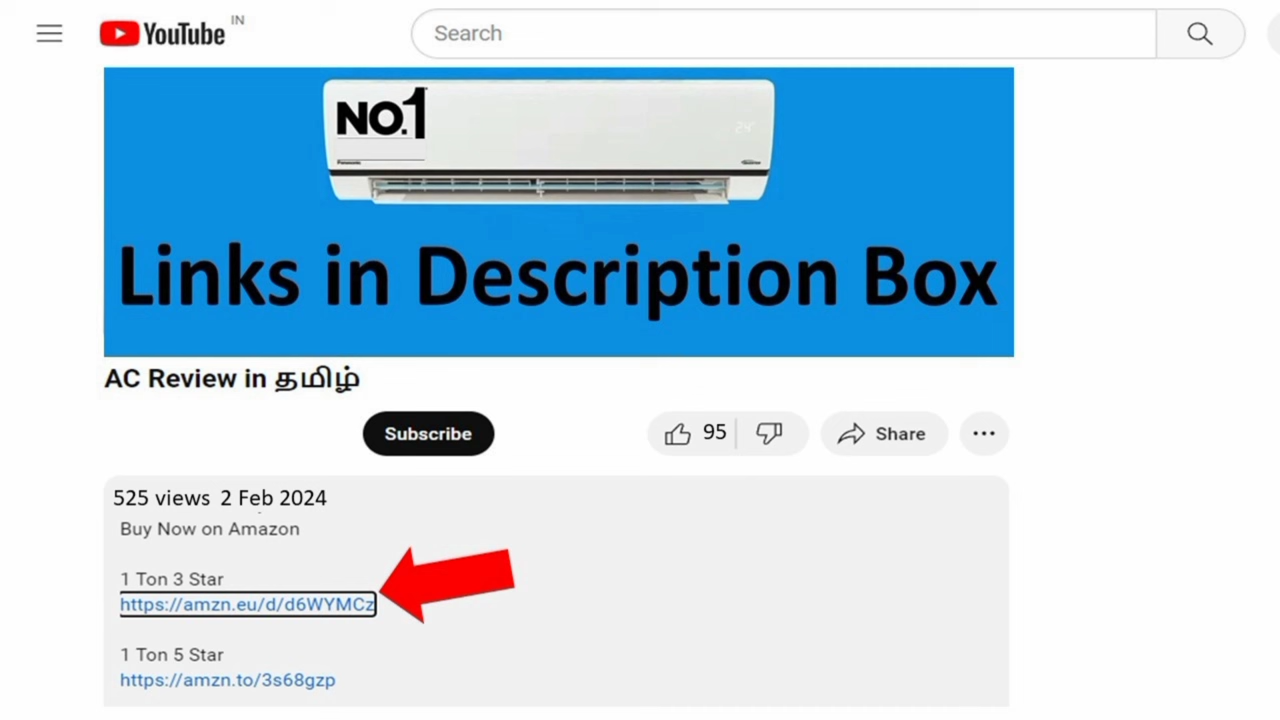 YouTube IN
Search
NO.1
Panasonic
24°
Links in Description Box
AC Review in தமிழ்
Subscribe
95
Share
525 views 2 Feb 2024
Buy Now on Amazon
1 Ton 3 Star
https://amzn.eu/d/d6WYMCz
1 Ton 5 Star
https://amzn.to/3s68gzp